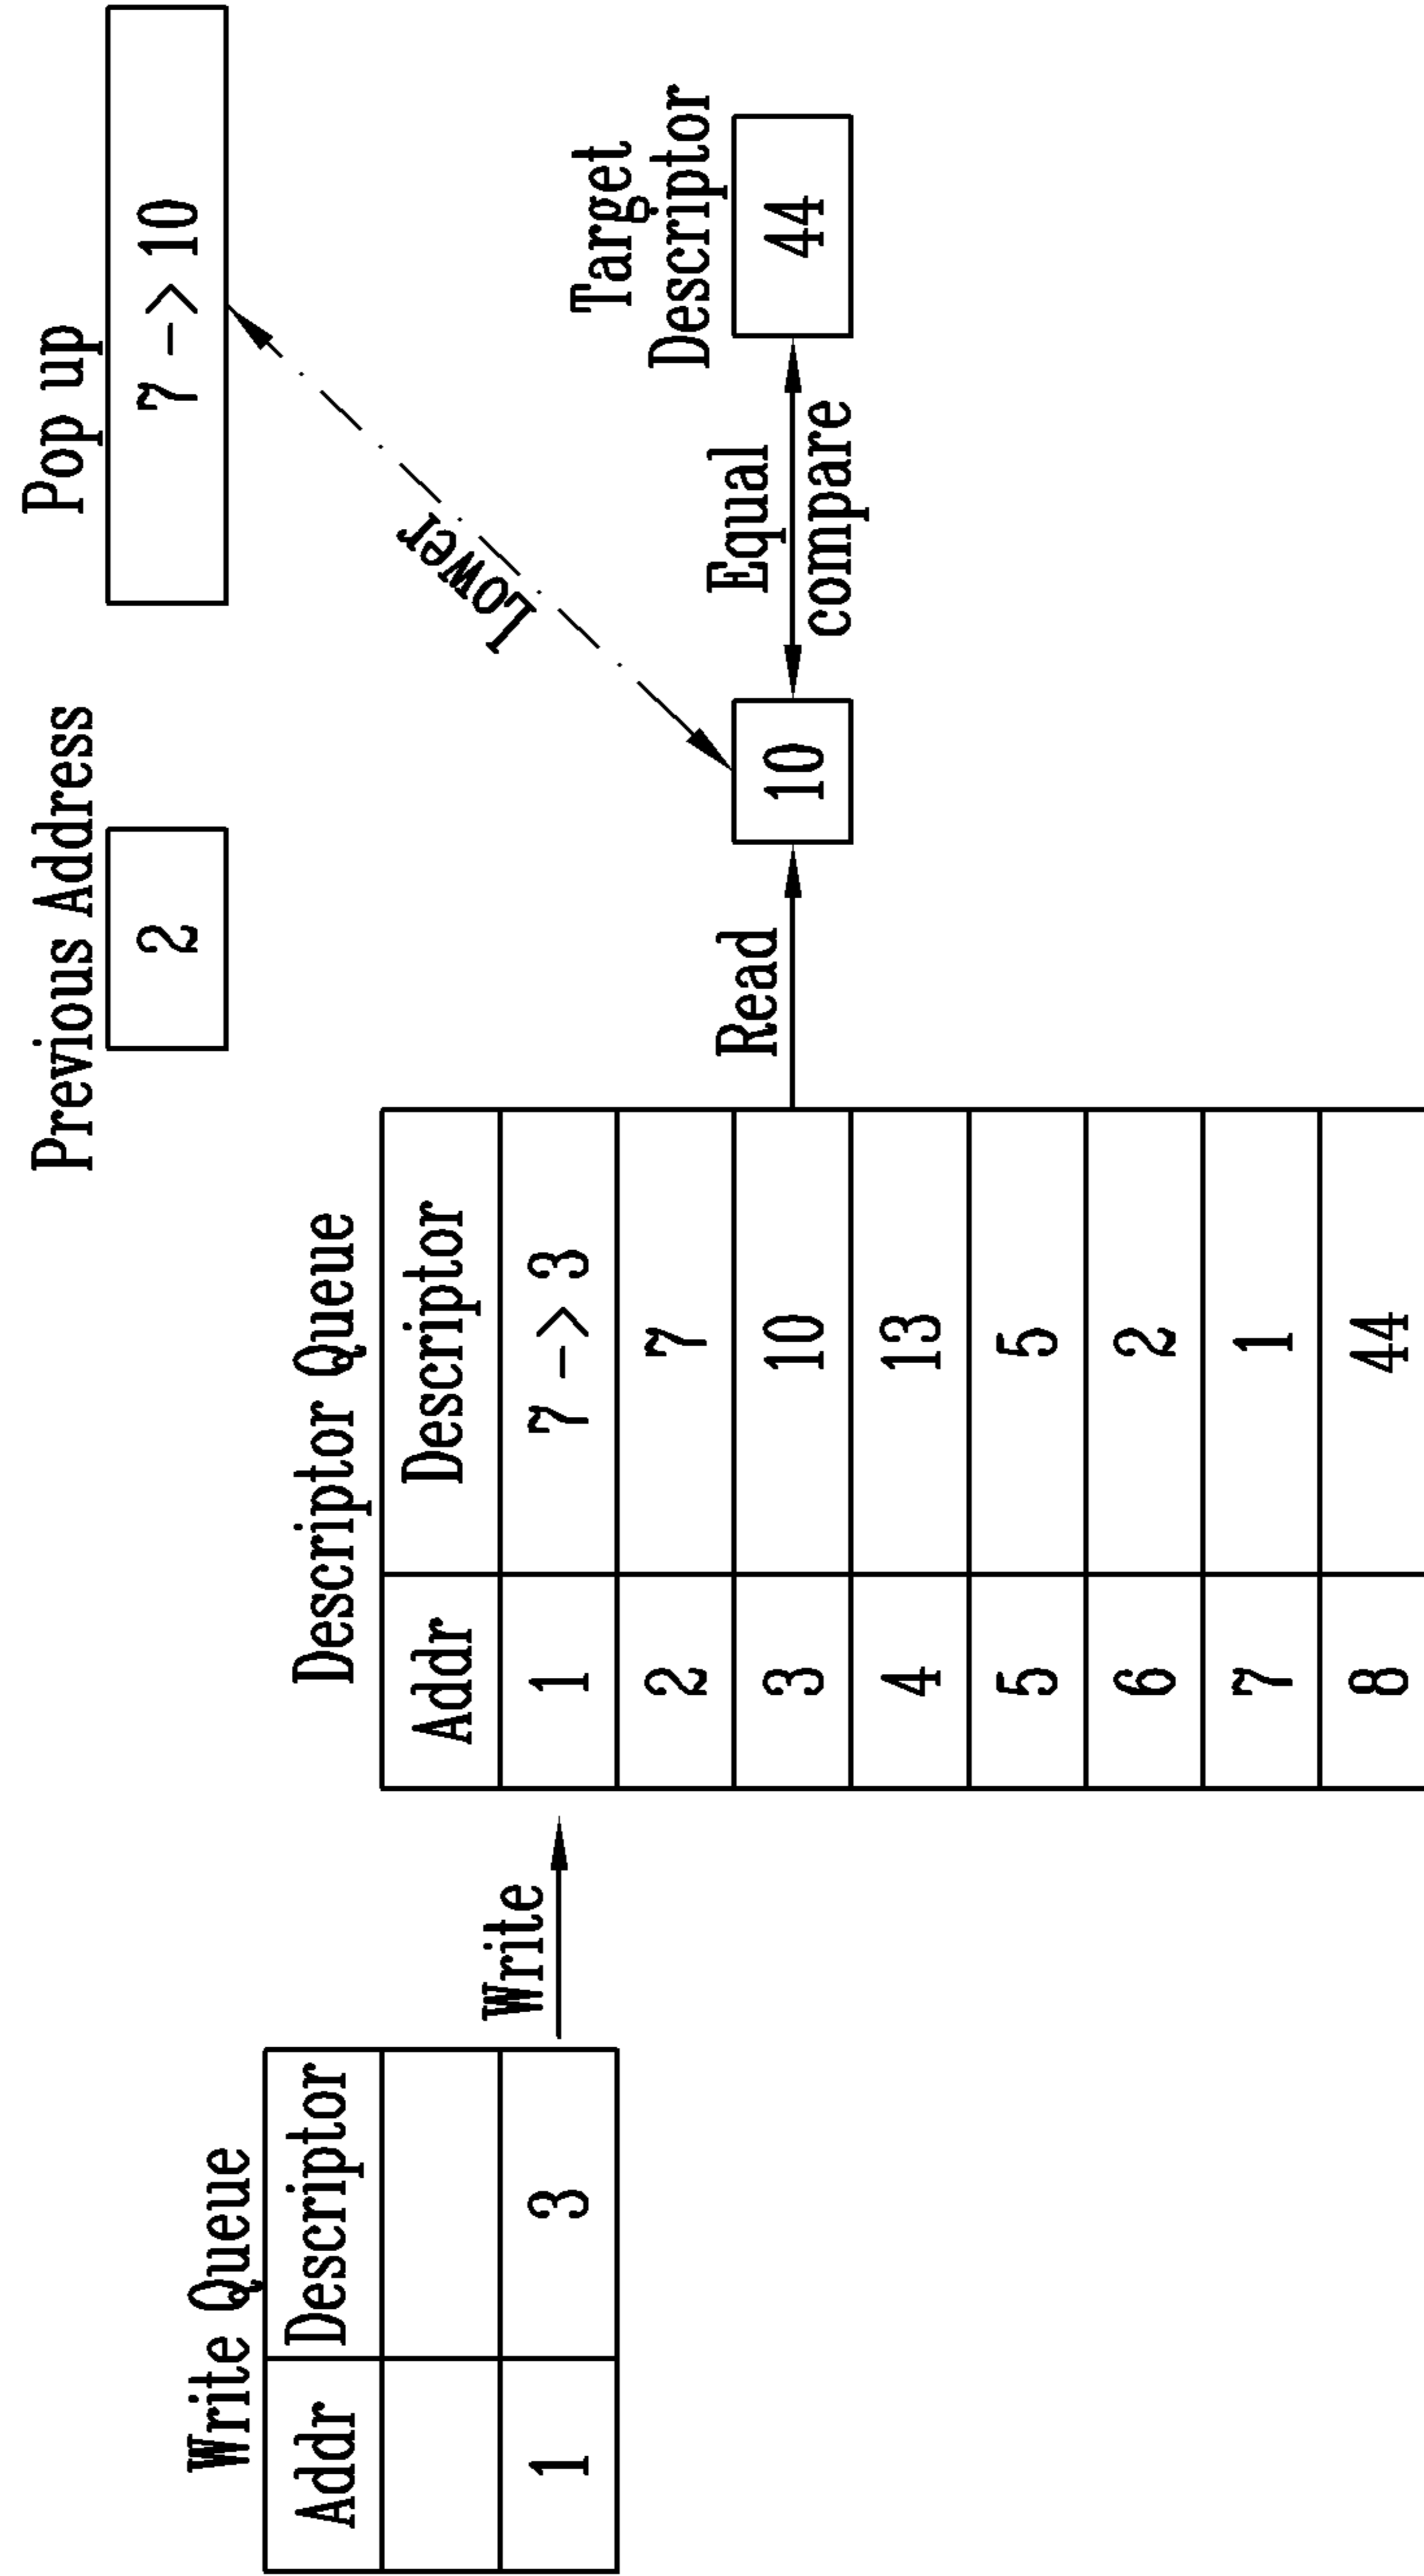 Previous Address
2
Pop up
7 -> 10
Write Queue
Addr Descriptor
1 3
Write
Descriptor Queue
Addr Descriptor
1 7 -> 3
2 7
3 10
4 13
5 5
6 2
7 1
8 44
Read
10
Lower
Equal
compare
Target
Descriptor
44